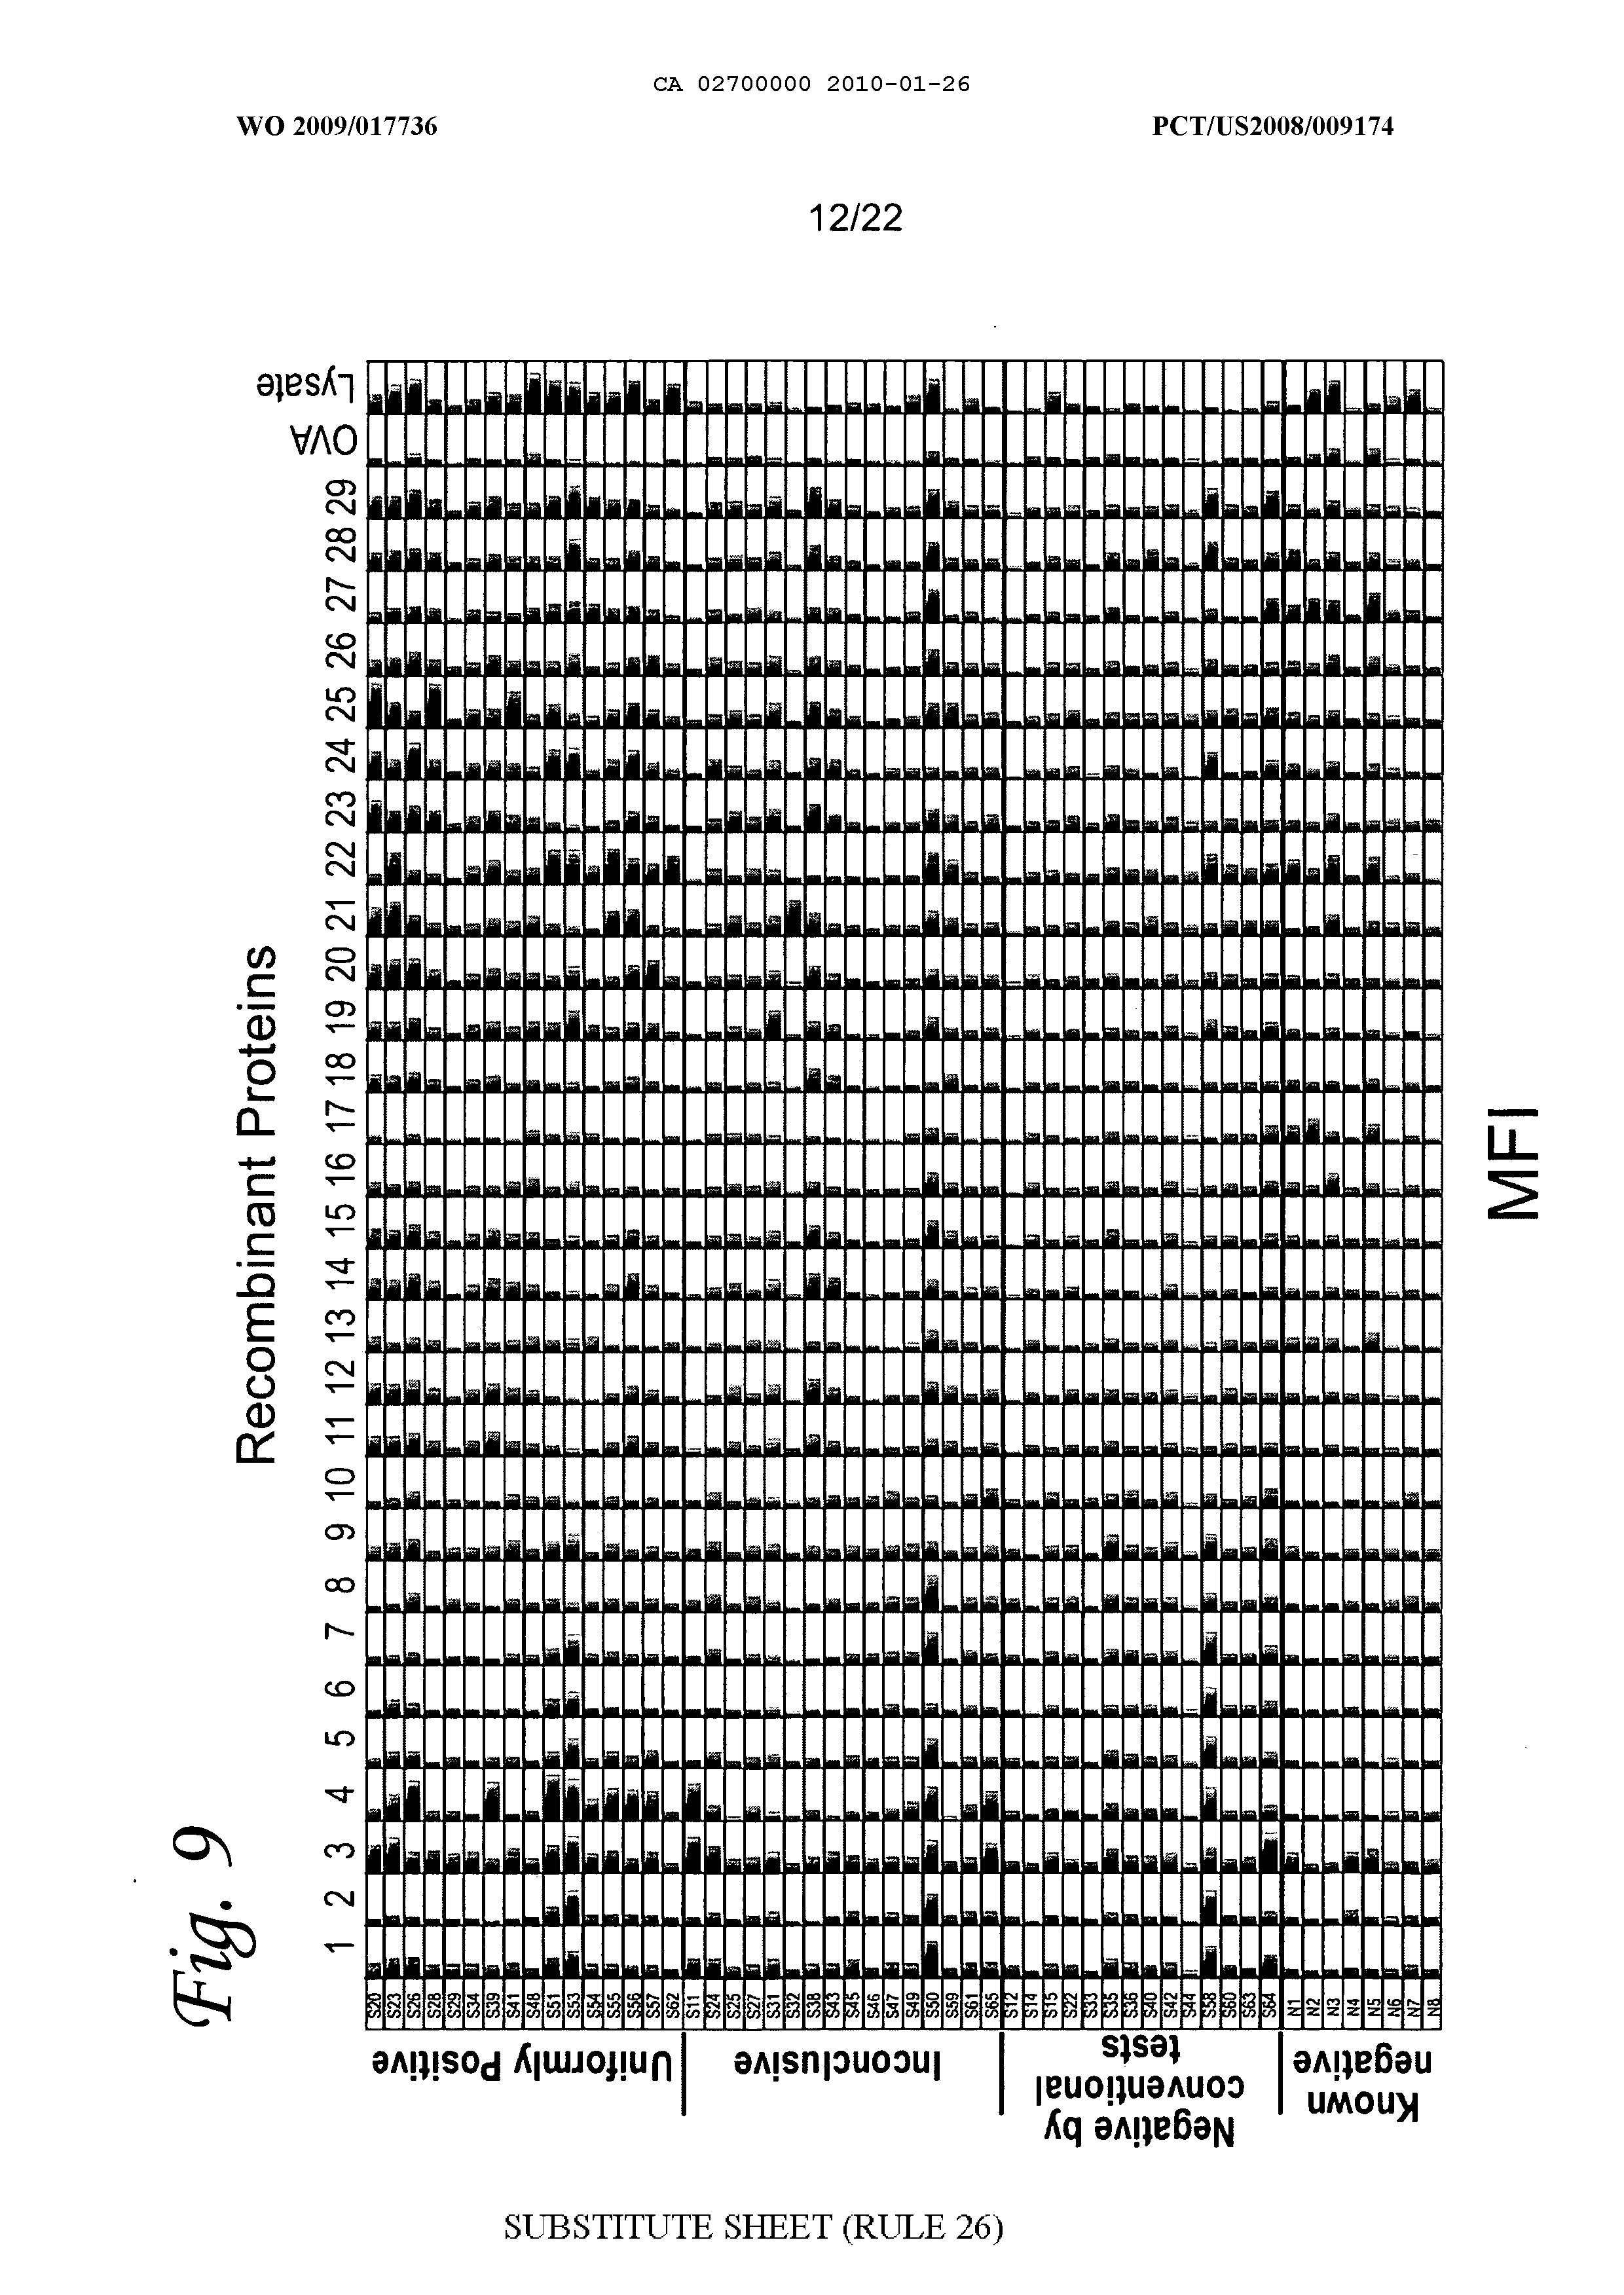 CA 02700000 2010-01-26
WO 2009/017736
PCT/US2008/009174
12/22
Fig. 9
Recombinant Proteins
1 2 3 4 5 6 7 8 9 10 11 12 13 14 15 16 17 18 19 20 21 22 23 24 25 26 27 28 29 OVA Lysate
Uniformly Positive
S20
S23
S26
S28
S29
S34
S39
S41
S48
S51
S53
S54
S55
S56
S57
S62
Inconclusive
S11
S24
S25
S27
S31
S32
S38
S43
S45
S46
S47
S49
S50
S59
S61
S65
Negative by
conventional
tests
S12
S14
S15
S22
S33
S35
S36
S40
S42
S44
S58
S60
S63
S64
Known
negative
N1
N2
N3
N4
N5
N6
N7
N8
MFI
SUBSTITUTE SHEET (RULE 26)